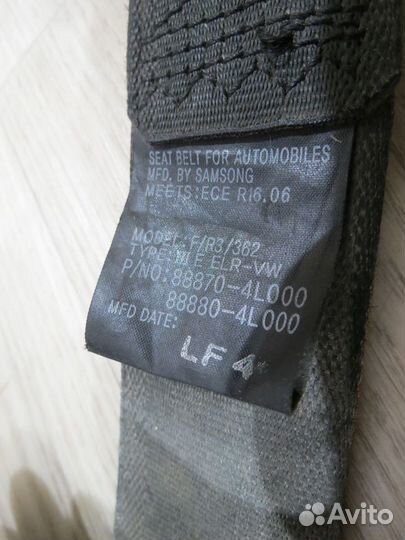 SEAT BELT FOR AUTOMOBILES
MFD. BY SAMSONG
MEETS:ECE R16.06
MODEL:F/R3/362
TYPE: ELR-VW
P/NO:88870-4L000
88880-4L000
MFD DATE:
LF 4
Avito